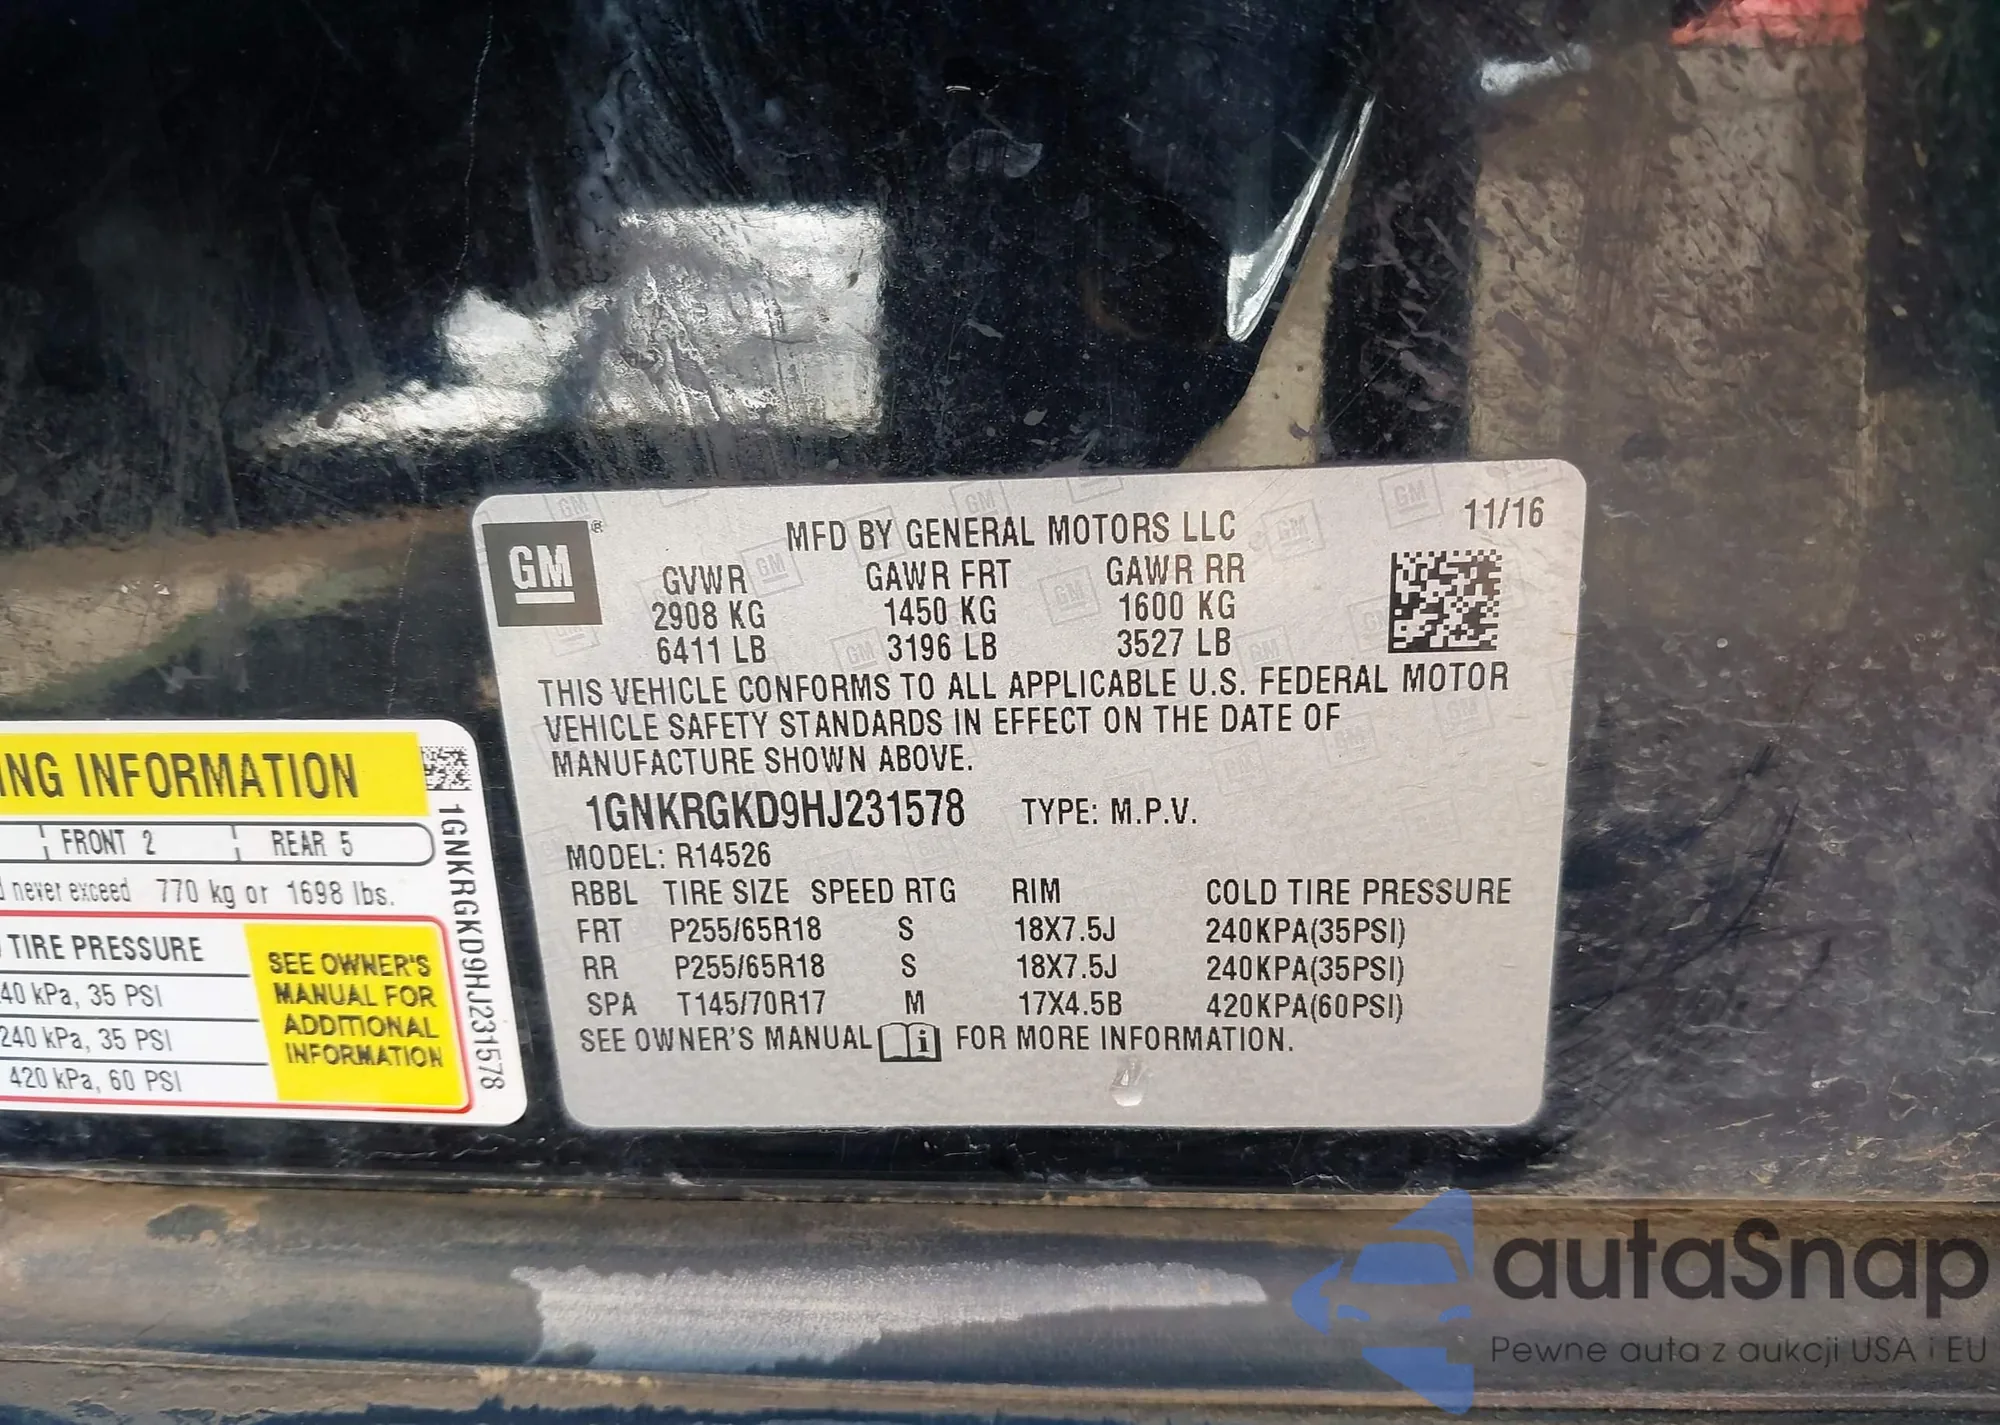 GM ®
MFD BY GENERAL MOTORS LLC
11/16
GVWR GAWR FRT GAWR RR
2908 KG 1450 KG 1600 KG
6411 LB 3196 LB 3527 LB
THIS VEHICLE CONFORMS TO ALL APPLICABLE U.S. FEDERAL MOTOR
VEHICLE SAFETY STANDARDS IN EFFECT ON THE DATE OF
MANUFACTURE SHOWN ABOVE.
1GNKRGKD9HJ231578 TYPE: M.P.V.
MODEL: R14526
RBBL TIRE SIZE SPEED RTG RIM COLD TIRE PRESSURE
FRT P255/65R18 S 18X7.5J 240KPA(35PSI)
RR P255/65R18 S 18X7.5J 240KPA(35PSI)
SPA T145/70R17 M 17X4.5B 420KPA(60PSI)
SEE OWNER'S MANUAL i FOR MORE INFORMATION.
ING INFORMATION
FRONT 2 REAR 5
never exceed 770 kg or 1698 lbs.
TIRE PRESSURE
40 kPa, 35 PSI
240 kPa, 35 PSI
420 kPa, 60 PSI
SEE OWNER'S
MANUAL FOR
ADDITIONAL
INFORMATION
1GNKRGKD9HJ231578
autaSnap
Pewne auta z aukcji USA i EU